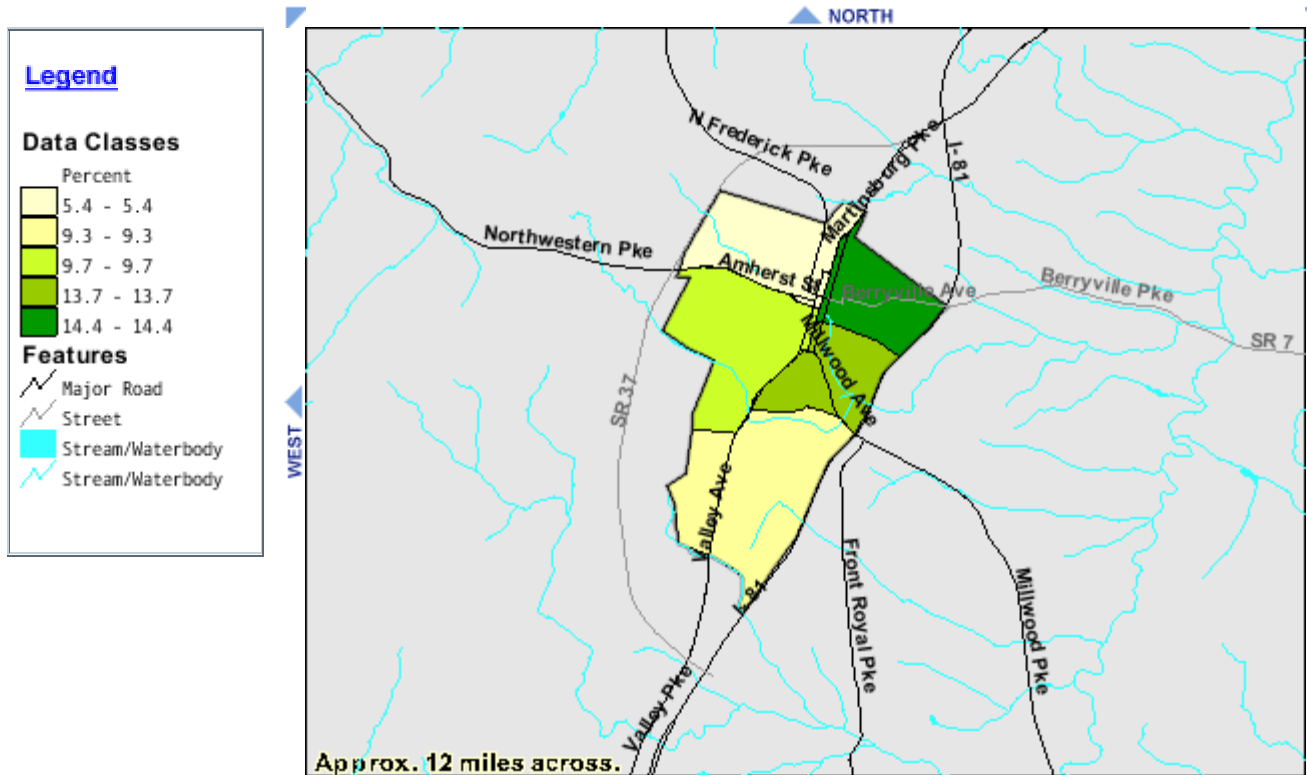 NORTH
Legend
Data Classes
Percent
5.4 - 5.4
9.3 - 9.3
9.7 - 9.7
13.7 - 13.7
14.4 - 14.4
Features
Major Road
Street
Stream/Waterbody
Stream/Waterbody
WEST
N Frederick Pke
Martinsburg Pke
I- 81
Northwestern Pke
Amherst St
Berryville Ave
Berryville Pke
SR 7
Millwood Ave
SR 37
Valley Ave
I- 81
Front Royal Pke
Millwood Pke
Valley Pke
Approx. 12 miles across.